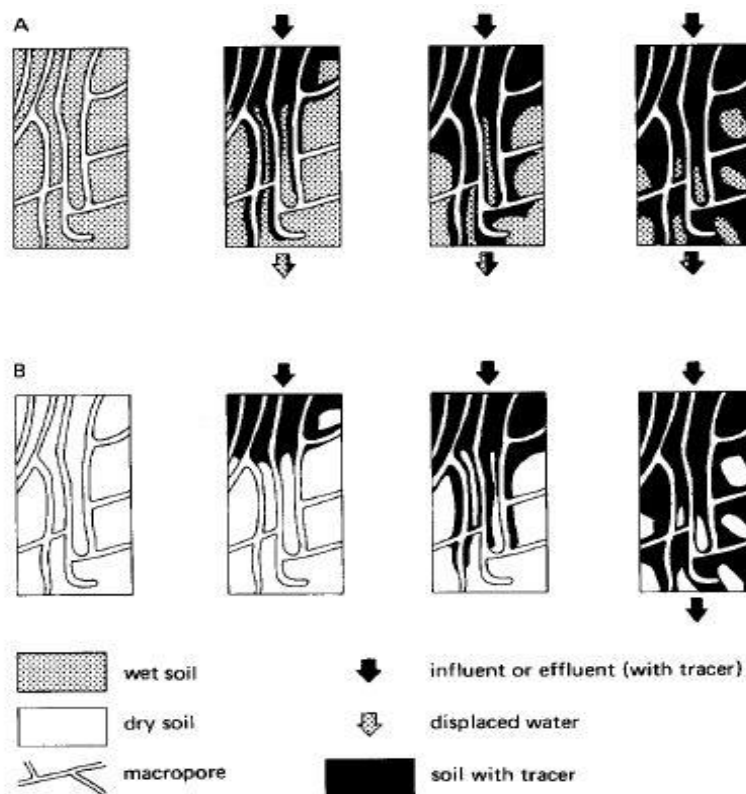 A
B
wet soil
influent or effluent (with tracer)
dry soil
displaced water
macropore
soil with tracer